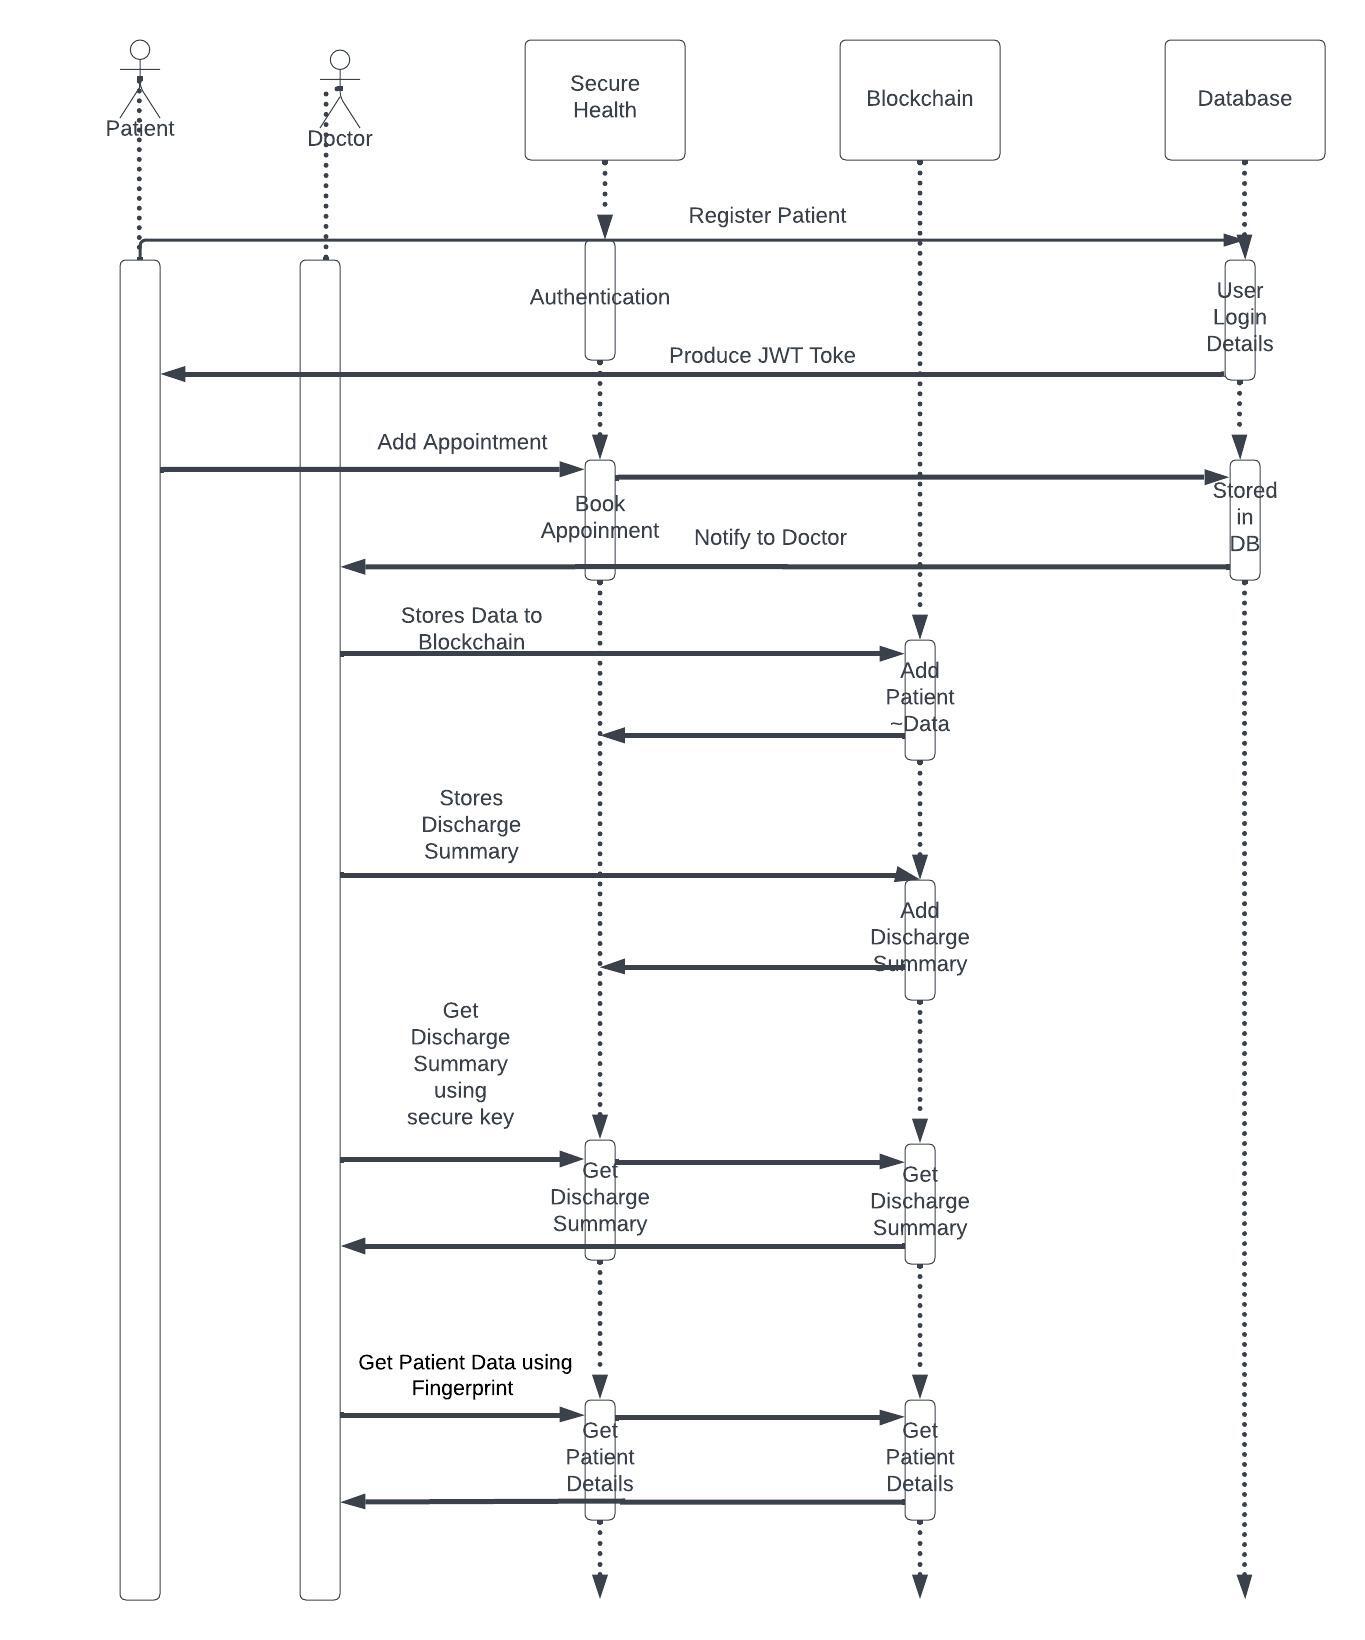 Patient
Doctor
Secure
Health
Blockchain
Database
Register Patient
Authentication
User
Login
Details
Produce JWT Toke
Add Appointment
Book
Appoinment
Stored
in
DB
Notify to Doctor
Stores Data to
Blockchain
Add
Patient
~Data
Stores
Discharge
Summary
Add
Discharge
Summary
Get
Discharge
Summary
using
secure key
Get
Discharge
Summary
Get
Discharge
Summary
Get Patient Data using
Fingerprint
Get
Patient
Details
Get
Patient
Details